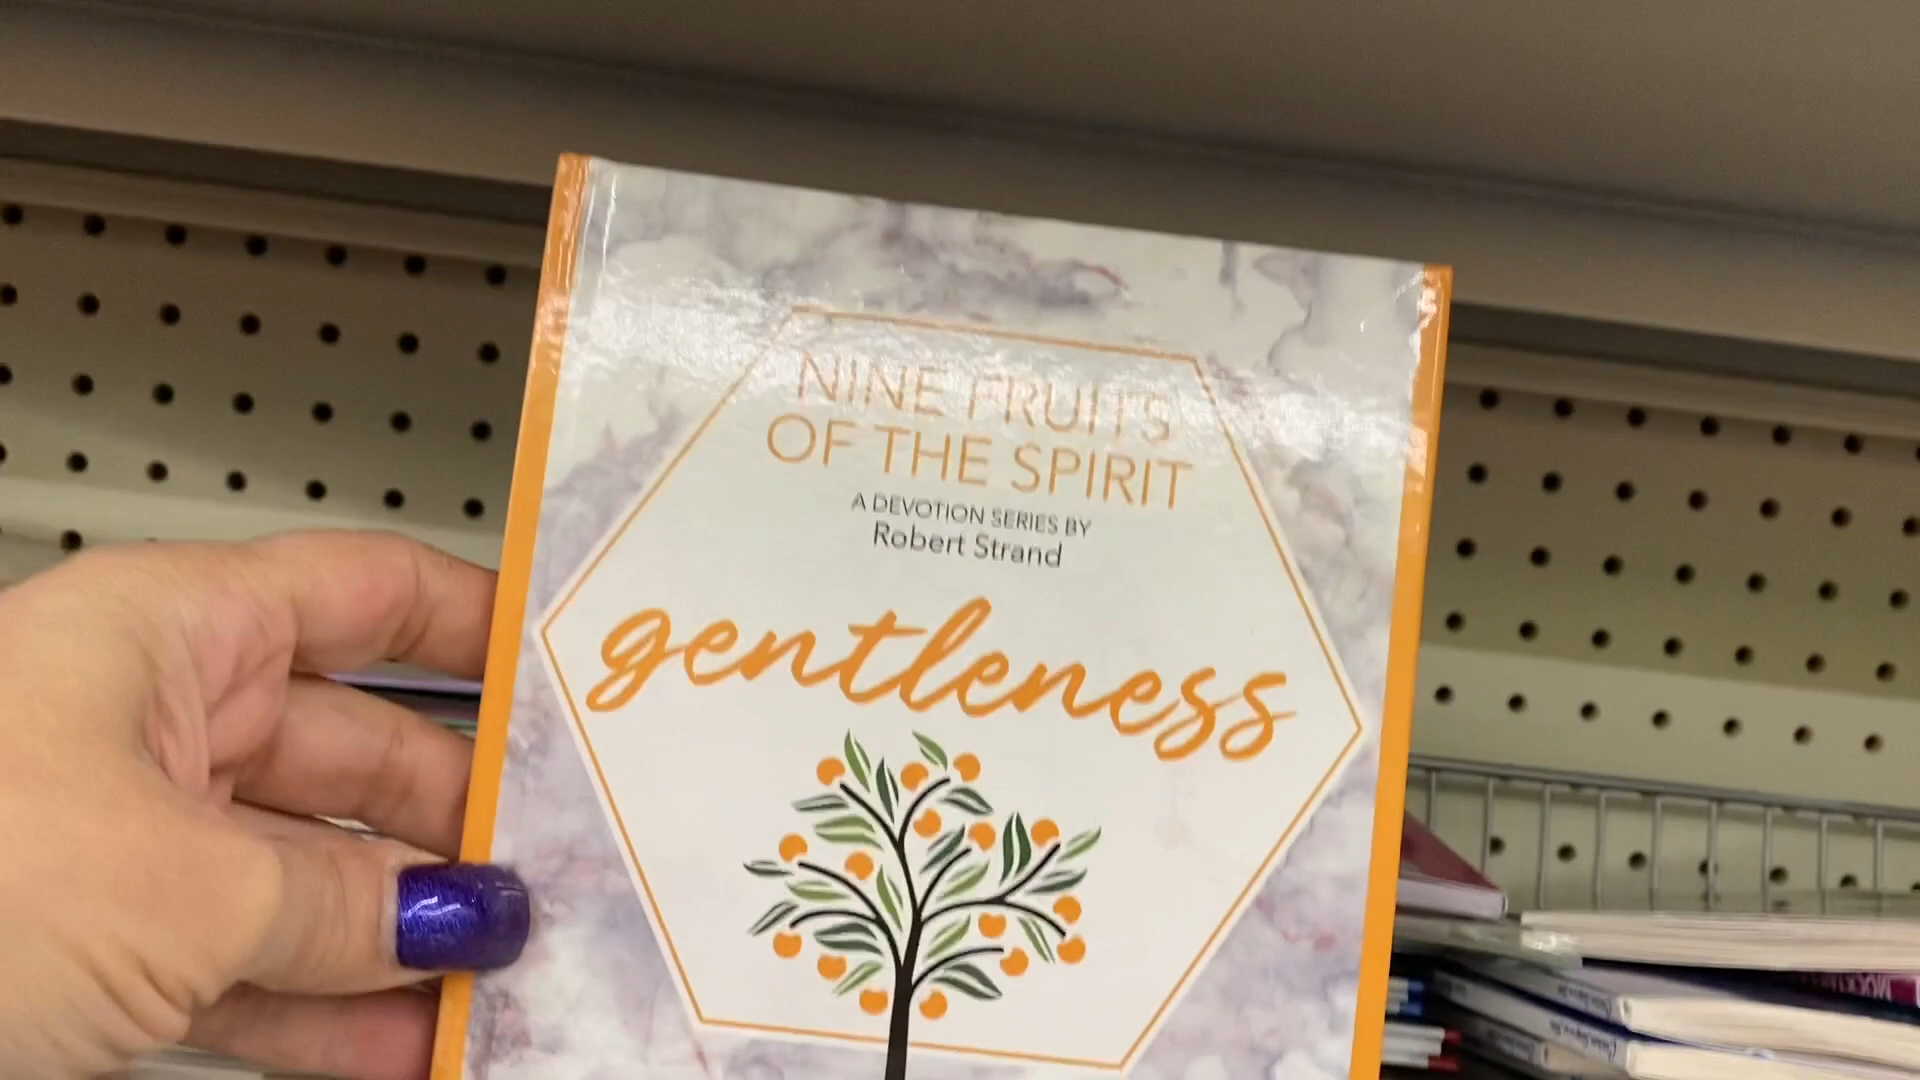 NINE FRUITS
OF THE SPIRIT
A DEVOTION SERIES BY
Robert Strand
gentleness